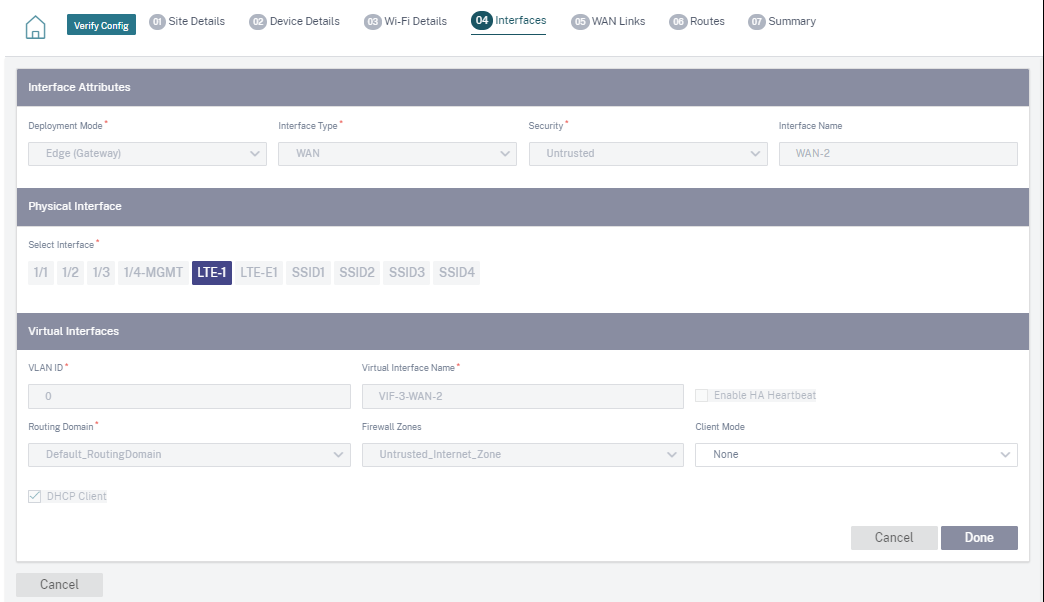 Verify Config 01 Site Details 02 Device Details 03 Wi-Fi Details 04 Interfaces 05 WAN Links 06 Routes 07 Summary
Interface Attributes
Deployment Mode * Interface Type * Security * Interface Name
Edge (Gateway) WAN Untrusted WAN-2
Physical Interface
Select Interface *
1/1 1/2 1/3 1/4-MGMT LTE-1 LTE-E1 SSID1 SSID2 SSID3 SSID4
Virtual Interfaces
VLAN ID * Virtual Interface Name *
0 VIF-3-WAN-2 Enable HA Heartbeat
Routing Domain * Firewall Zones Client Mode
Default_RoutingDomain Untrusted_Internet_Zone None
DHCP Client
Cancel Done
Cancel